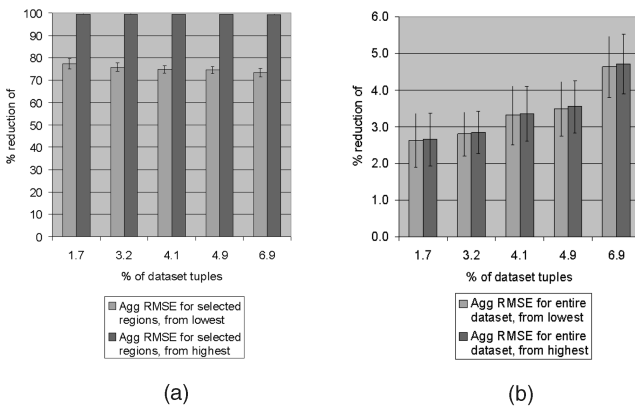 % reduction of
100
90
80
70
60
50
40
30
20
10
0
1.7 3.2 4.1 4.9 6.9
% of dataset tuples
Agg RMSE for selected
regions, from lowest
Agg RMSE for selected
regions, from highest
(a)
% reduction of
6.0
5.0
4.0
3.0
2.0
1.0
0.0
1.7 3.2 4.1 4.9 6.9
% of dataset tuples
Agg RMSE for entire
dataset, from lowest
Agg RMSE for entire
dataset, from highest
(b)